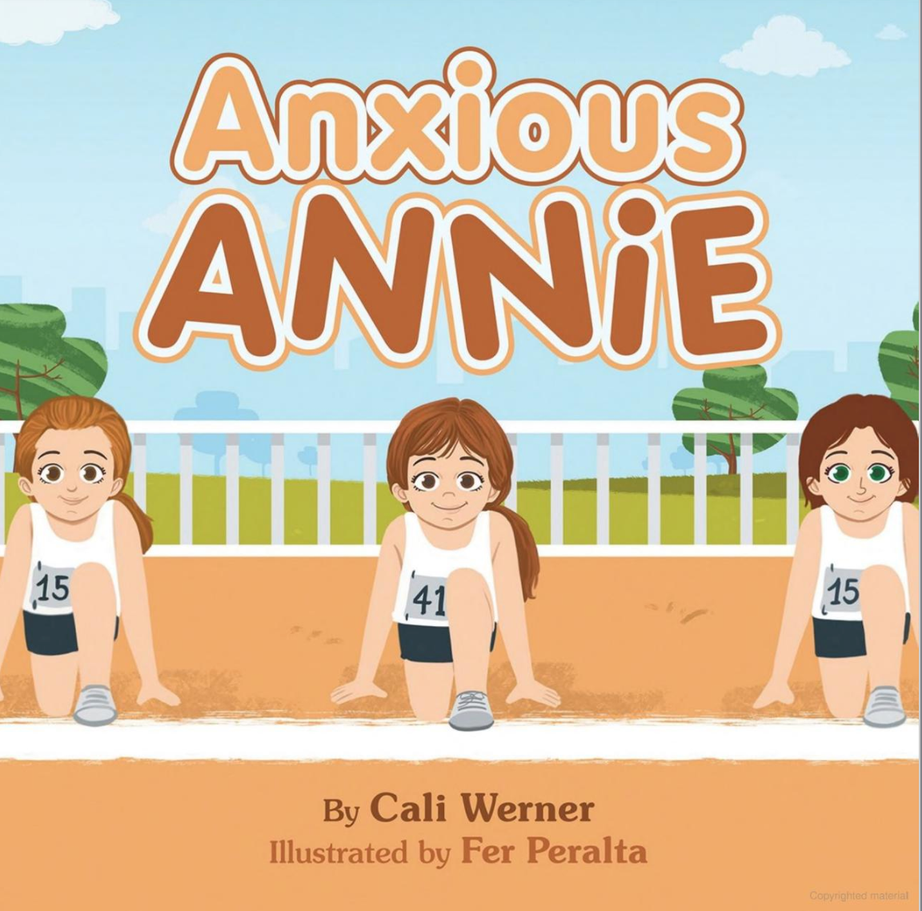 Anxious
ANNiE
15
41
15
By Cali Werner
Illustrated by Fer Peralta
Copyrighted material